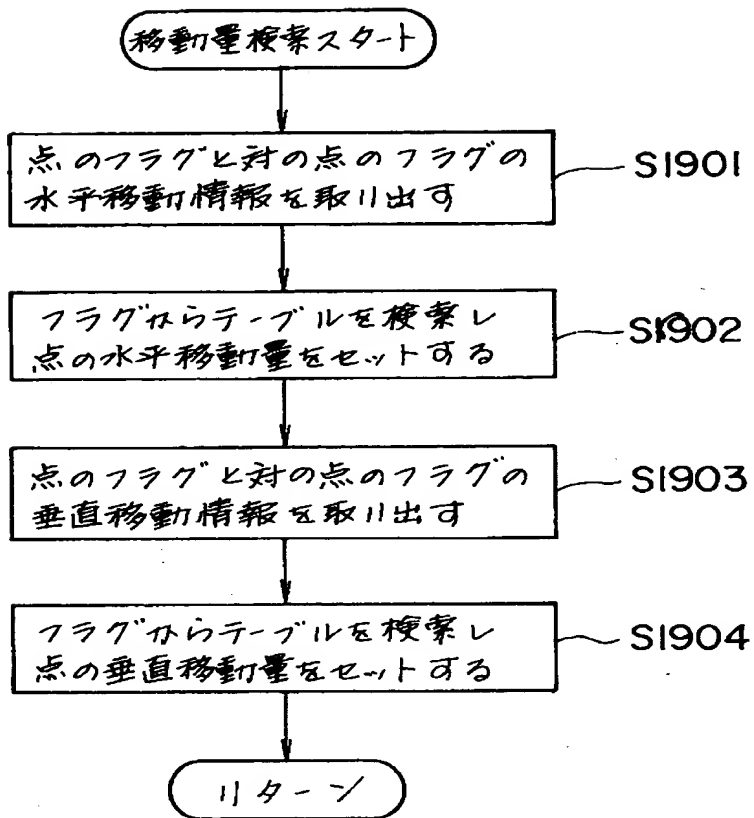 移動量検索スタート
点のフラグと対の点のフラグの
水平移動情報を取り出す
S1901
フラグからテーブルを検索し
点の水平移動量をセットする
S1902
点のフラグと対の点のフラグの
垂直移動情報を取り出す
S1903
フラグからテーブルを検索し
点の垂直移動量をセットする
S1904
リターン